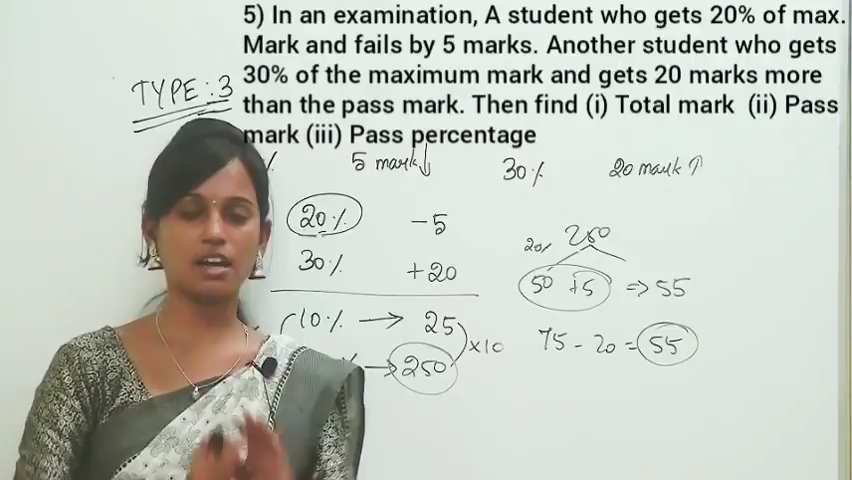 5) In an examination, A student who gets 20% of max.
Mark and fails by 5 marks. Another student who gets
30% of the maximum mark and gets 20 marks more
than the pass mark. Then find (i) Total mark (ii) Pass
mark (iii) Pass percentage
TYPE:3
% 5 mark↓ 30% 20 mark↑
20% -5
30% +20
10% → 25
% → 250 ×10
250
20%
50 +5 ⇒ 55
75 - 20 = 55